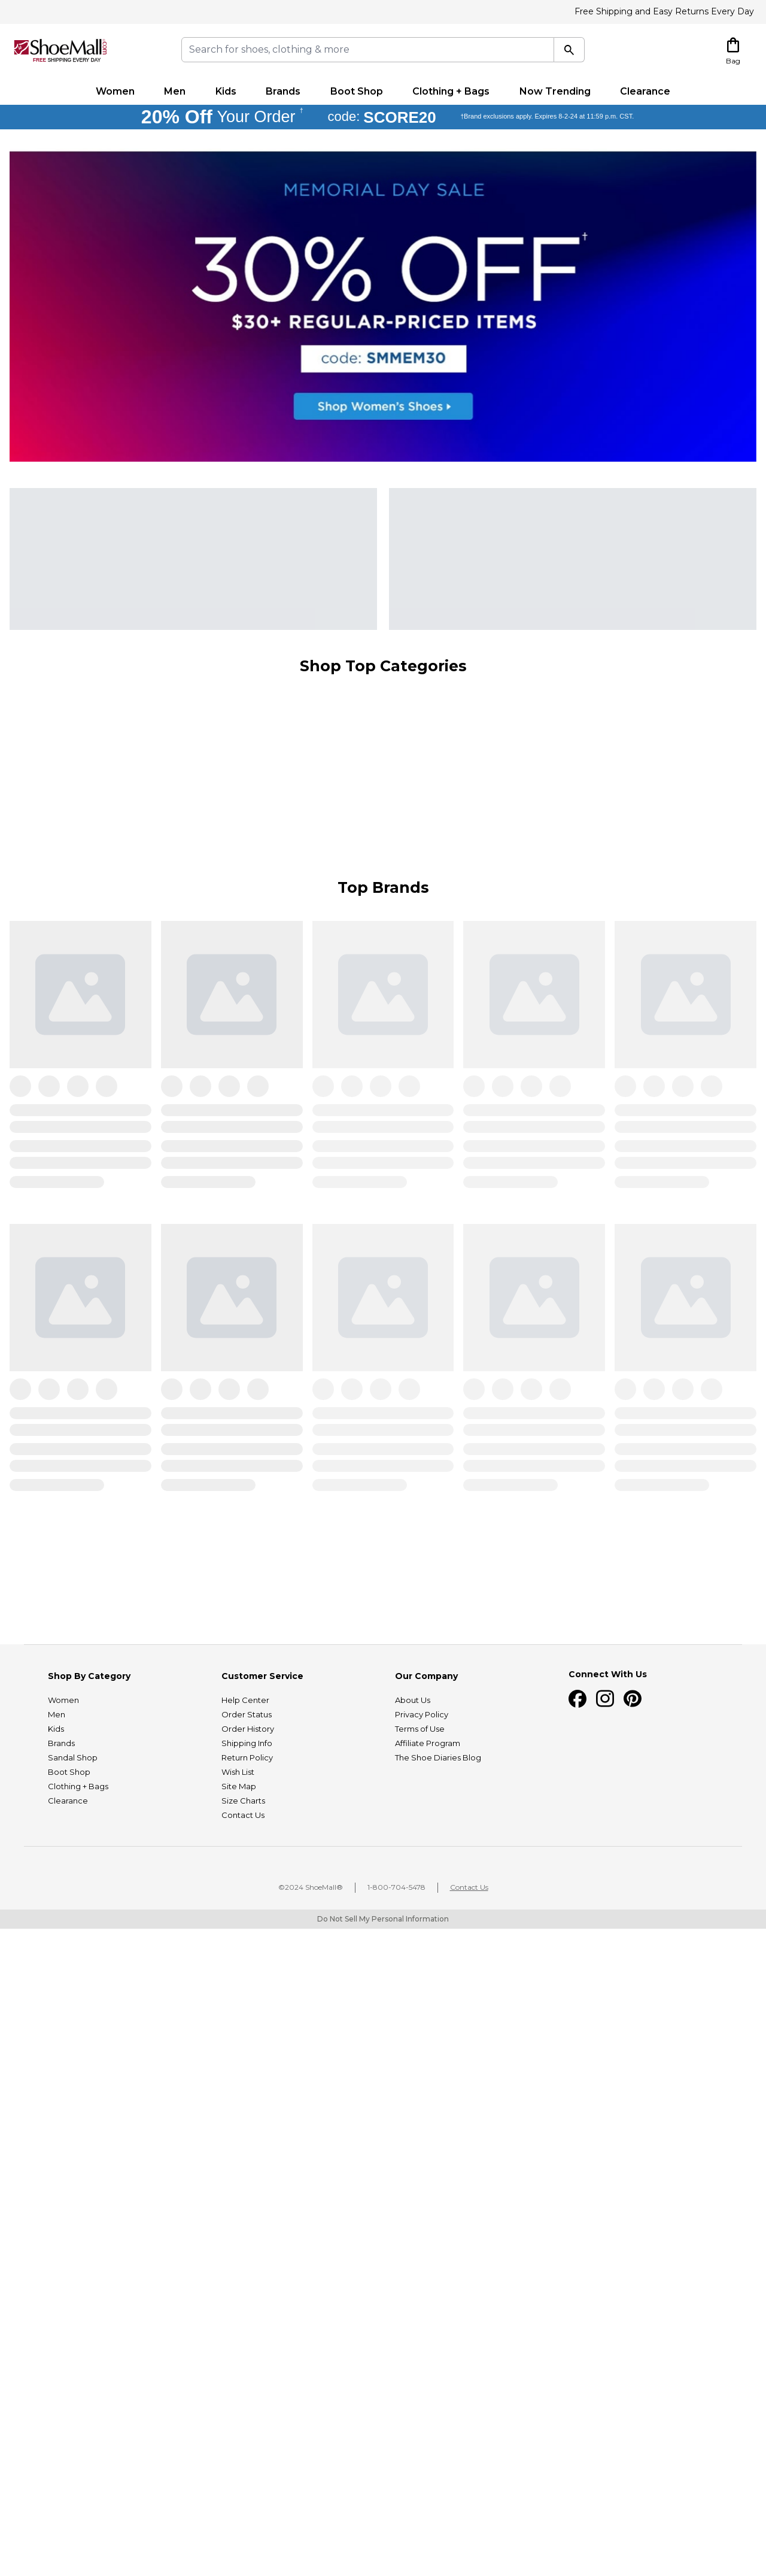 Free Shipping and Easy Returns Every Day
ShoeMall.COM
FREE SHIPPING EVERY DAY
Search for shoes, clothing & more
Bag
Women Men Kids Brands Boot Shop Clothing + Bags Now Trending Clearance
20% Off Your Order † code: SCORE20 †Brand exclusions apply. Expires 8-2-24 at 11:59 p.m. CST.
MEMORIAL DAY SALE
30% OFF†
$30+ REGULAR-PRICED ITEMS
code: SMMEM30
Shop Women's Shoes
Shop Top Categories
Top Brands
Shop By Category
Women
Men
Kids
Brands
Sandal Shop
Boot Shop
Clothing + Bags
Clearance
Customer Service
Help Center
Order Status
Order History
Shipping Info
Return Policy
Wish List
Site Map
Size Charts
Contact Us
Our Company
About Us
Privacy Policy
Terms of Use
Affiliate Program
The Shoe Diaries Blog
Connect With Us
©2024 ShoeMall® 1-800-704-5478 Contact Us
Do Not Sell My Personal Information